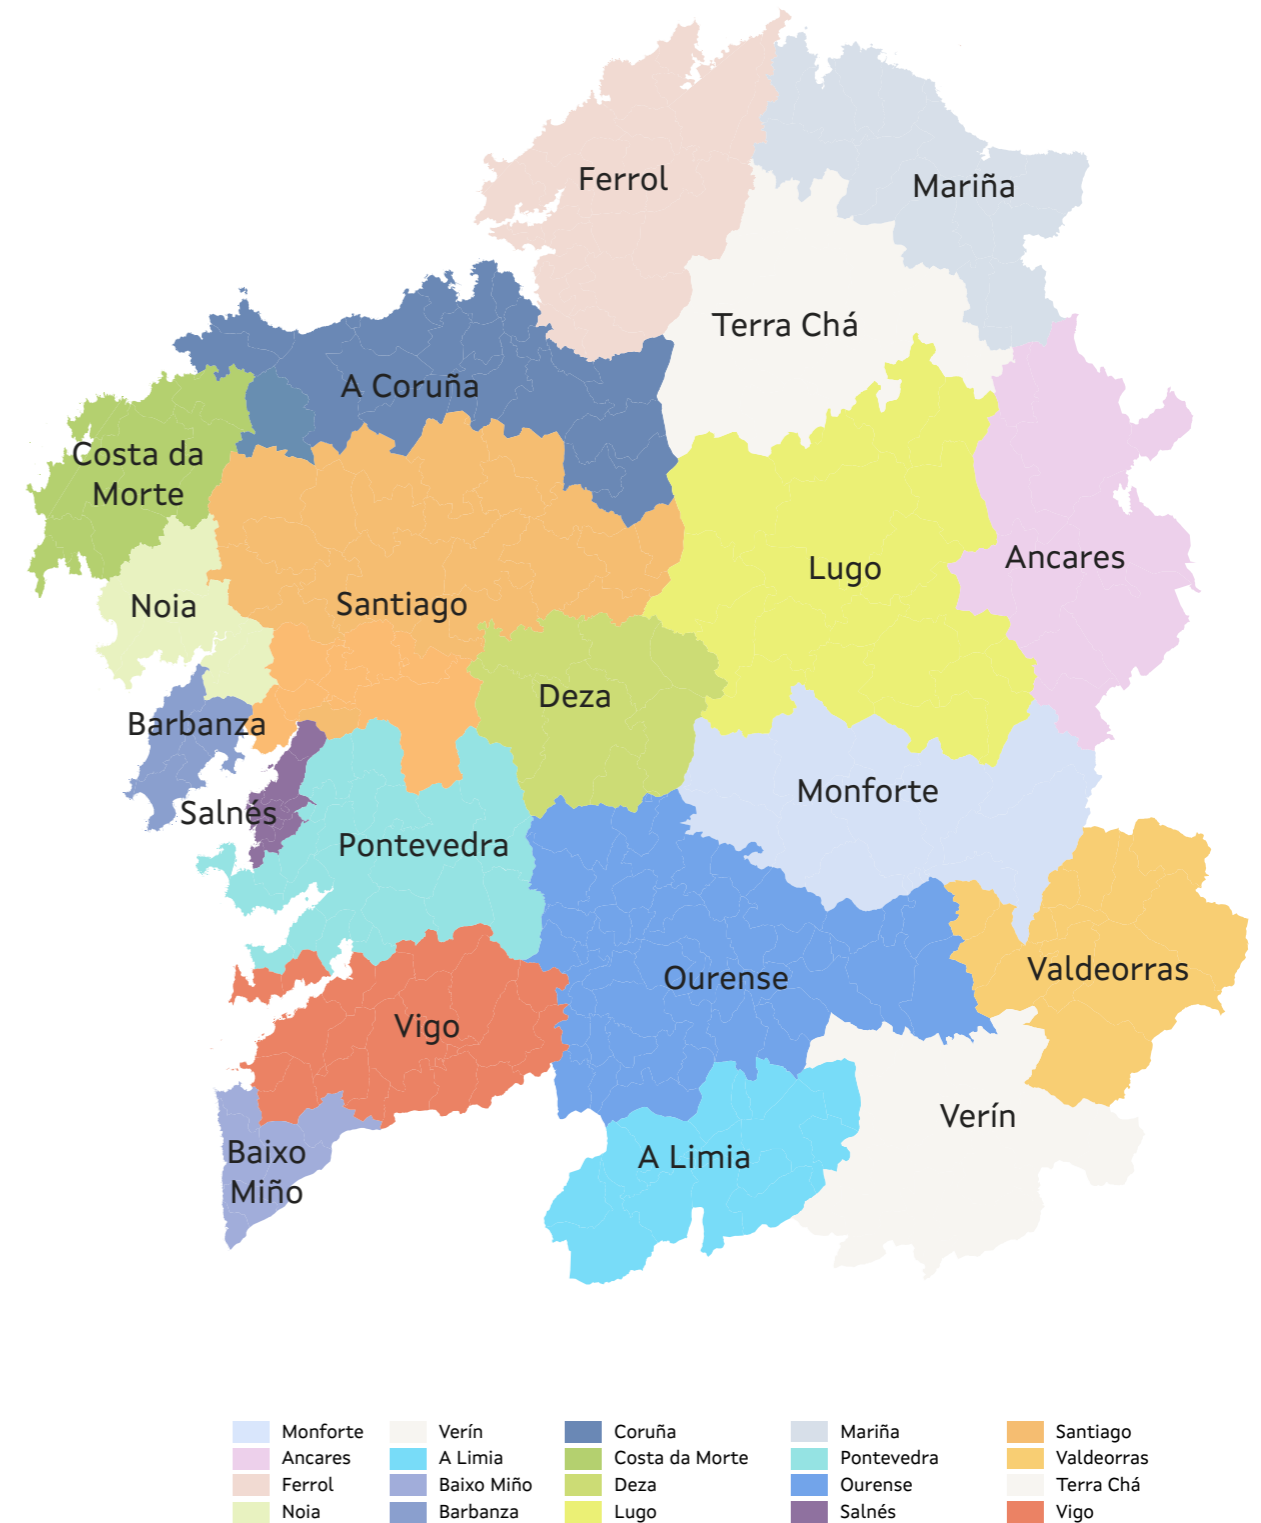 Ferrol
Mariña
Terra Chá
A Coruña
Costa da
Morte
Ancares
Lugo
Noia
Santiago
Deza
Barbanza
Monforte
Salnés
Pontevedra
Valdeorras
Ourense
Vigo
Verín
Baixo
Miño
A Limia
Monforte
Ancares
Ferrol
Noia
Verín
A Limia
Baixo Miño
Barbanza
Coruña
Costa da Morte
Deza
Lugo
Mariña
Pontevedra
Ourense
Salnés
Santiago
Valdeorras
Terra Chá
Vigo